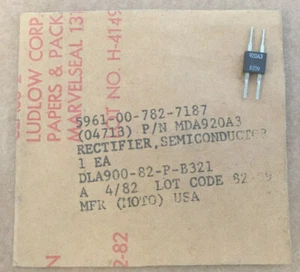 LUDLOW CORP.
PAPERS & PACK
MARVELSEAL 13
T NO. H-4149
2-82
920A3
5961-00-782-7187
(04713) P/N MDA920A3
RECTIFIER, SEMICONDUCTOR
1 EA
DLA900-82-P-B321
A 4/82 LOT CODE 82-
MFR (MOTO) USA